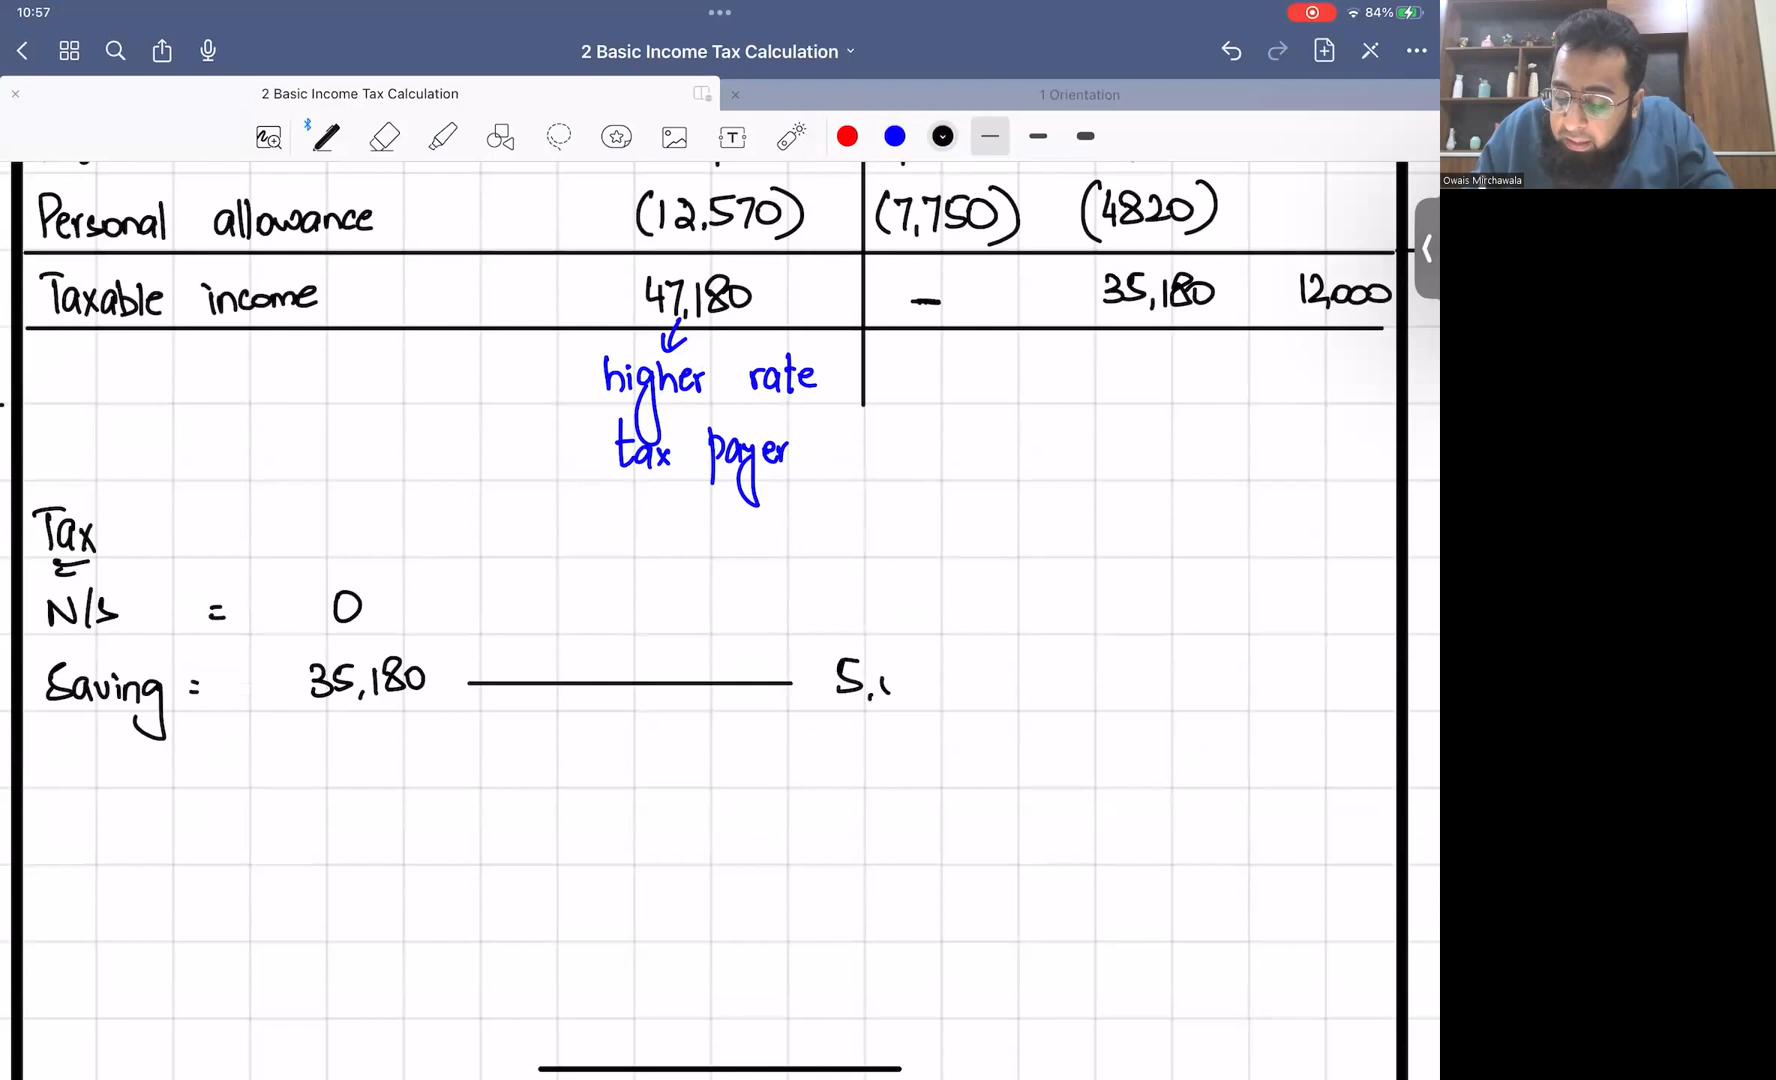 10:57
84%
2 Basic Income Tax Calculation
2 Basic Income Tax Calculation
1 Orientation
T
Owais Mirchawala
Personal allowance (12,570) (7,750) (4820)
Taxable income 47,180 – 35,180 12,000
higher rate
tax payer
Tax
N/S = 0
Saving = 35,180 5,